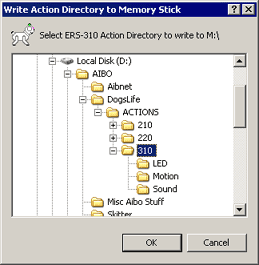 Write Action Directory to Memory Stick
Select ERS-310 Action Directory to write to M:\
Local Disk (D:)
AIBO
Aibnet
DogsLife
ACTIONS
210
220
310
LED
Motion
Sound
Misc Aibo Stuff
Skitter
OK
Cancel